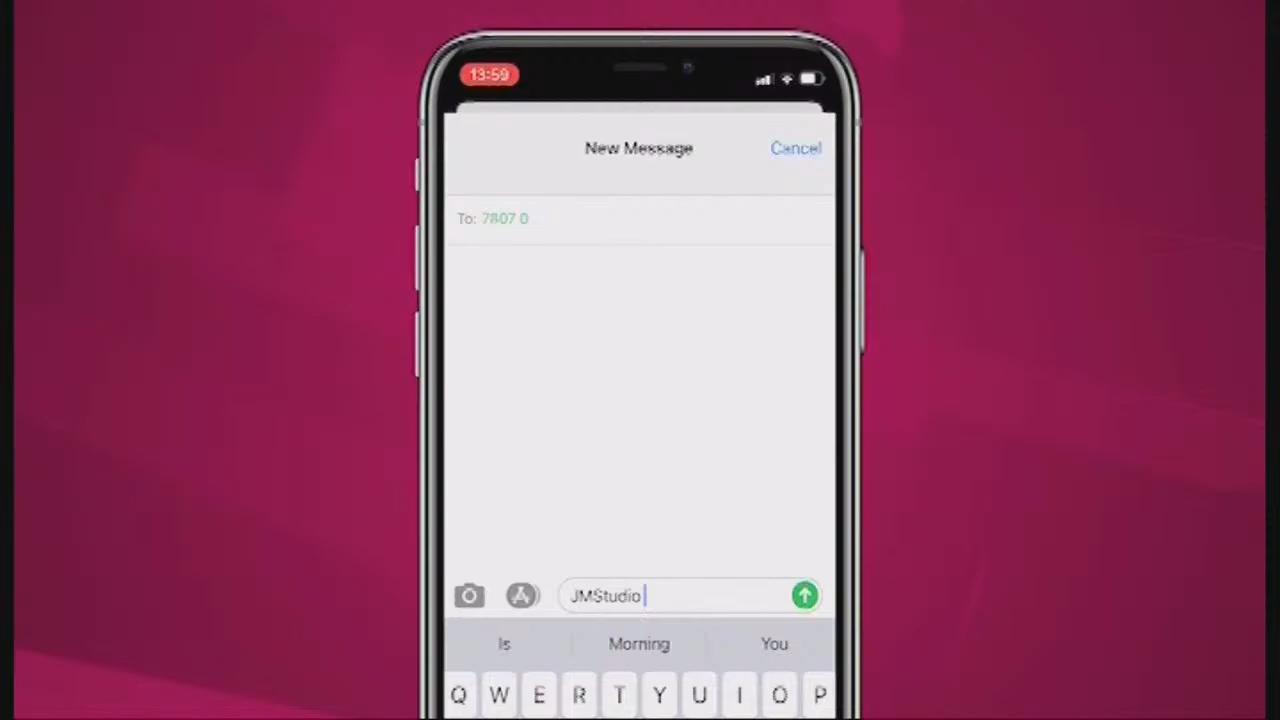 13:59
New Message
Cancel
To: 7807 0
JMStudio
Is
Morning
You
Q W E R T Y U I O P